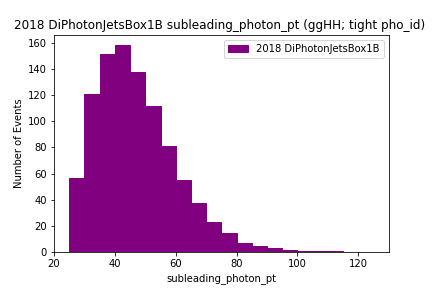 2018 DiPhotonJetsBox1B subleading_photon_pt (ggHH; tight pho_id)
2018 DiPhotonJetsBox1B
Number of Events
160
140
120
100
80
60
40
20
0
20 40 60 80 100 120
subleading_photon_pt